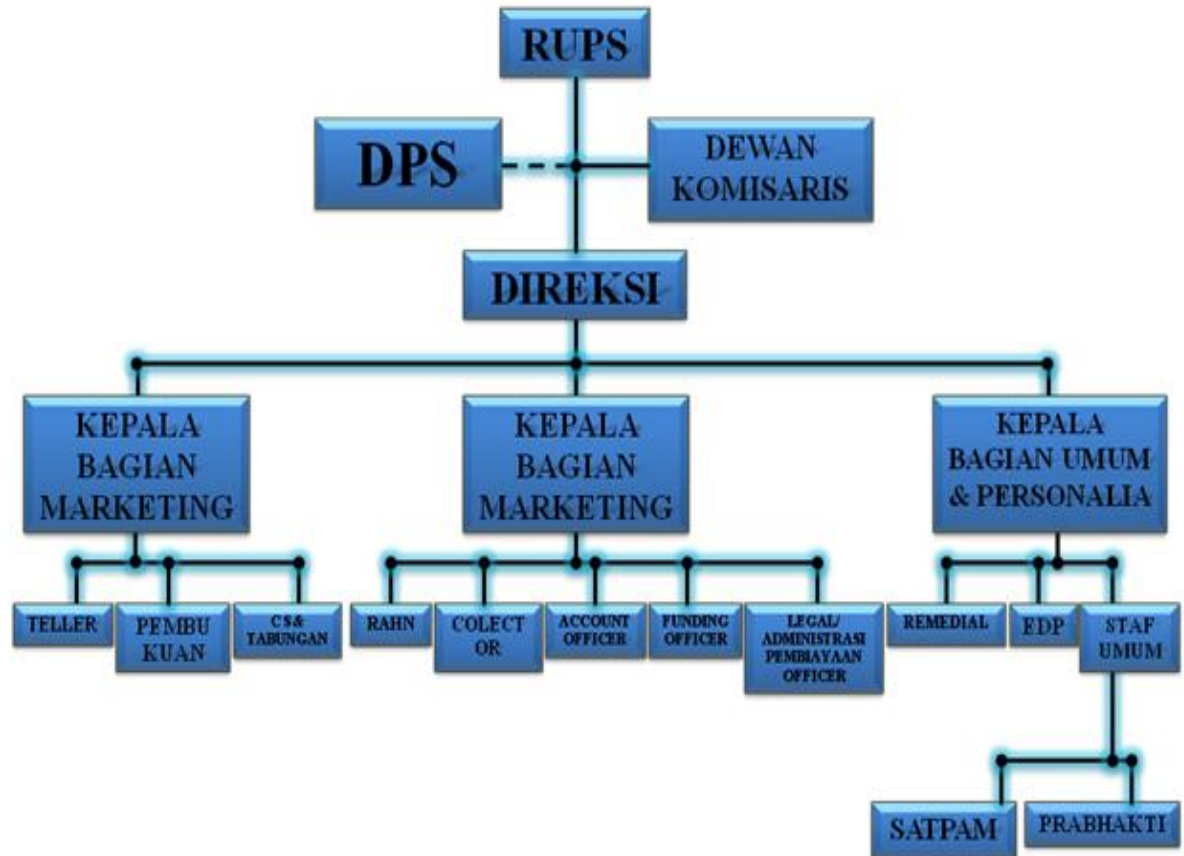 RUPS
DPS
DEWAN
KOMISARIS
DIREKSI
KEPALA
BAGIAN
MARKETING
KEPALA
BAGIAN
MARKETING
KEPALA
BAGIAN UMUM
& PERSONALIA
TELLER
PEMBU
KUAN
CS&
TABUNGAN
RAHN
COLECT
OR
ACCOUNT
OFFICER
FUNDING
OFFICER
LEGAL/
ADMINISTRASI
PEMBIAYAAN
OFFICER
REMEDIAL
EDP
STAF
UMUM
SATPAM
PRABHAKTI